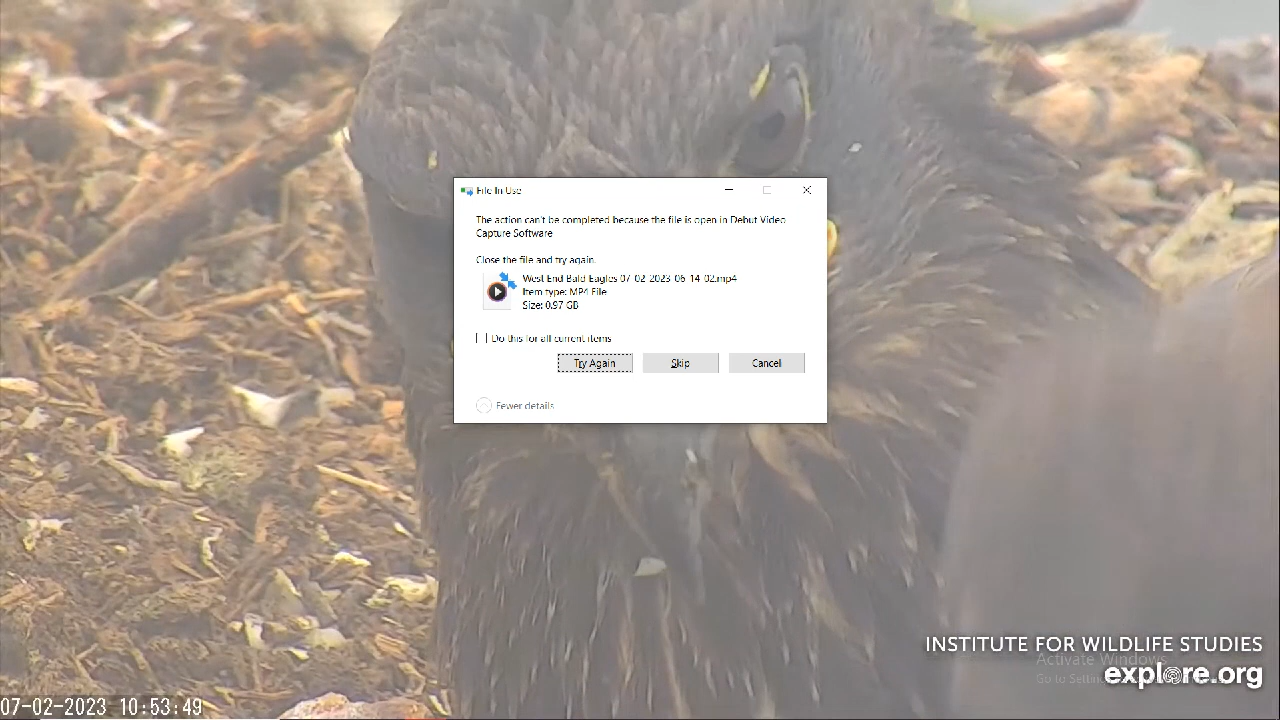 File In Use
The action can't be completed because the file is open in Debut Video
Capture Software
Close the file and try again.
West End Bald Eagles 07-02-2023-06-14-02.mp4
Item type: MP4 File
Size: 0.97 GB
Do this for all current items
Try Again
Skip
Cancel
Fewer details
INSTITUTE FOR WILDLIFE STUDIES
Activate Windows
Go to Settin
explore.org
07-02-2023 10:53:49